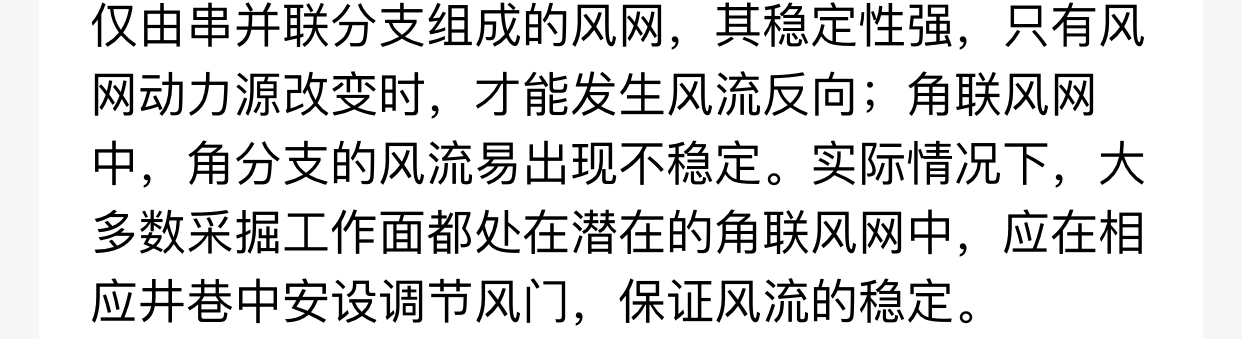 仅由串并联分支组成的风网，其稳定性强，只有风
网动力源改变时，才能发生风流反向；角联风网
中，角分支的风流易出现不稳定。实际情况下，大
多数采掘工作面都处在潜在的角联风网中，应在相
应井巷中安设调节风门，保证风流的稳定。